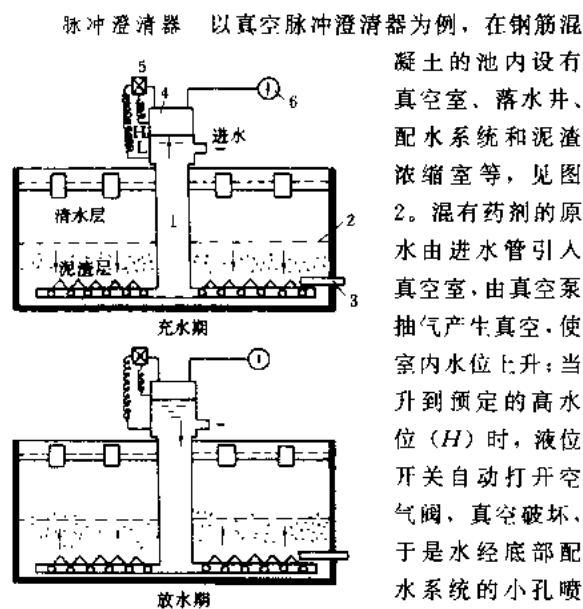 脉冲澄清器 以真空脉冲澄清器为例，在钢筋混
凝土的池内设有
真空室、落水井、
配水系统和泥渣
浓缩室等，见图
2。混有药剂的原
水由进水管引入
真空室，由真空泵
抽气产生真空，使
室内水位上升；当
升到预定的高水
位（H）时，液位
开关自动打开空
气阀，真空破坏，
于是水经底部配
水系统的小孔喷
5
4
6
H
L
进水
清水层
1
2
泥渣层
3
充水期
放水期